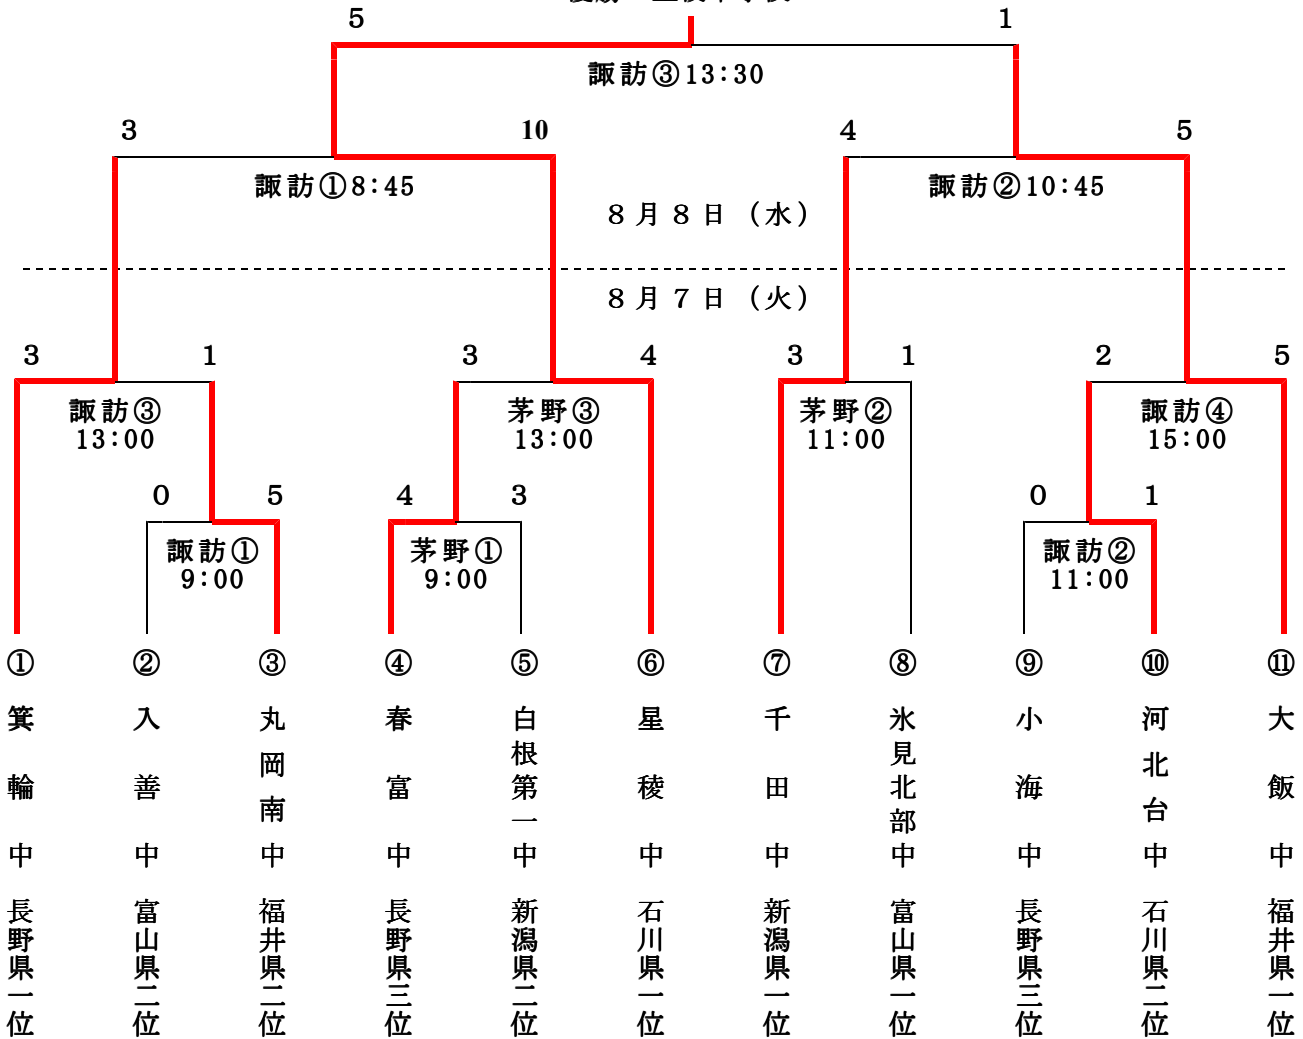 5 1
諏訪③13:30
3 10 4 5
諏訪①8:45 諏訪②10:45
８月８日（水）
８月７日（火）
3 1 3 4 3 1 2 5
諏訪③ 茅野③ 茅野② 諏訪④
13:00 13:00 11:00 15:00
0 5 4 3 0 1
諏訪① 茅野① 諏訪②
9:00 9:00 11:00
① ② ③ ④ ⑤ ⑥ ⑦ ⑧ ⑨ ⑩ ⑪
箕輪中 長野県一位
入善中 富山県二位
丸岡南中 福井県二位
春富中 長野県三位
白根第一中 新潟県二位
星稜中 石川県一位
千田中 新潟県一位
氷見北部中 富山県一位
小海中 長野県三位
河北台中 石川県二位
大飯中 福井県一位